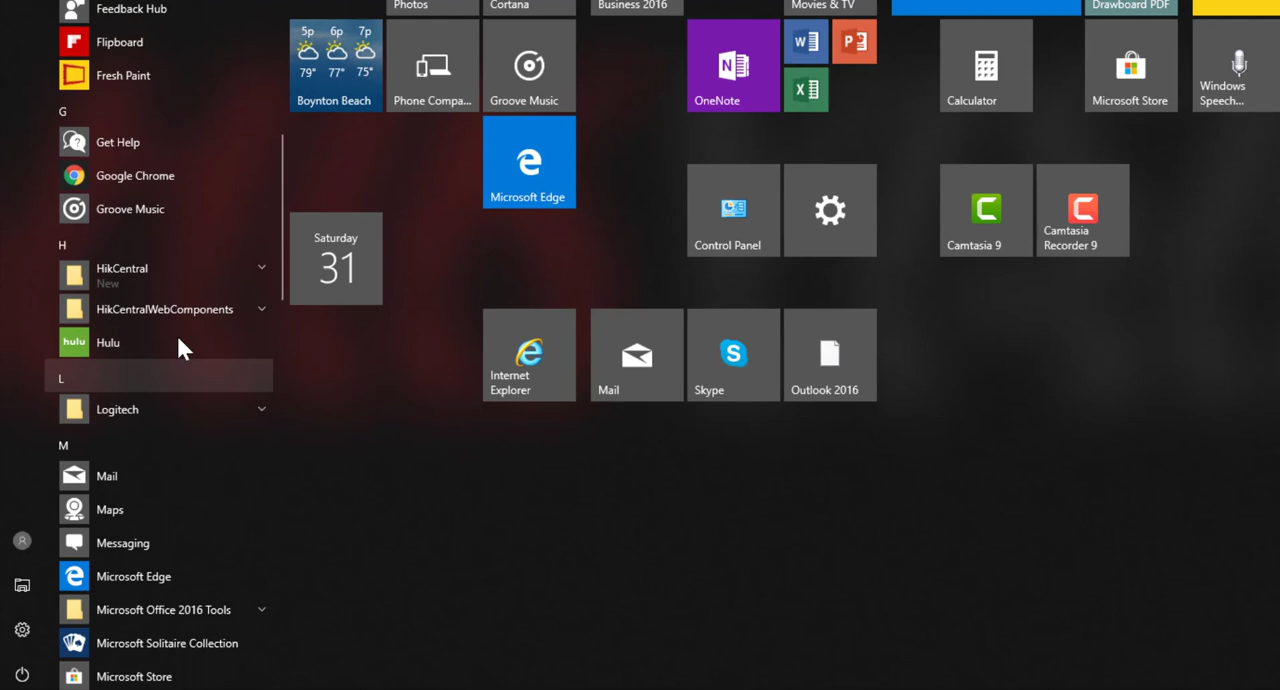 Feedback Hub
Flipboard
Fresh Paint
G
Get Help
Google Chrome
Groove Music
H
HikCentral
New
HikCentralWebComponents
hulu Hulu
L
Logitech
M
Mail
Maps
Messaging
Microsoft Edge
Microsoft Office 2016 Tools
Microsoft Solitaire Collection
Microsoft Store
Photos
Cortana
Business 2016
Movies & TV
Drawboard PDF
5p 6p 7p
79° 77° 75°
Boynton Beach
Phone Compa...
Groove Music
OneNote
Calculator
Microsoft Store
Windows
Speech...
Microsoft Edge
Saturday
31
Control Panel
Camtasia 9
Camtasia
Recorder 9
Internet
Explorer
Mail
Skype
Outlook 2016